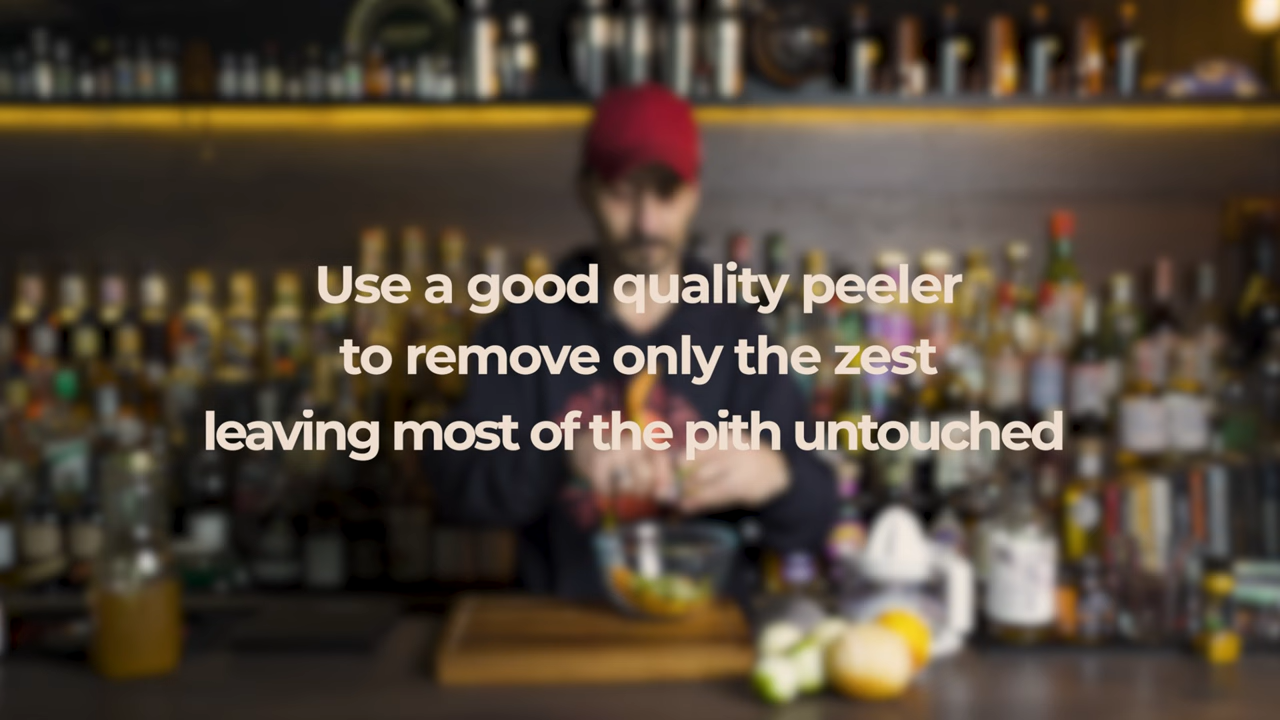 Use a good quality peeler
to remove only the zest
leaving most of the pith untouched